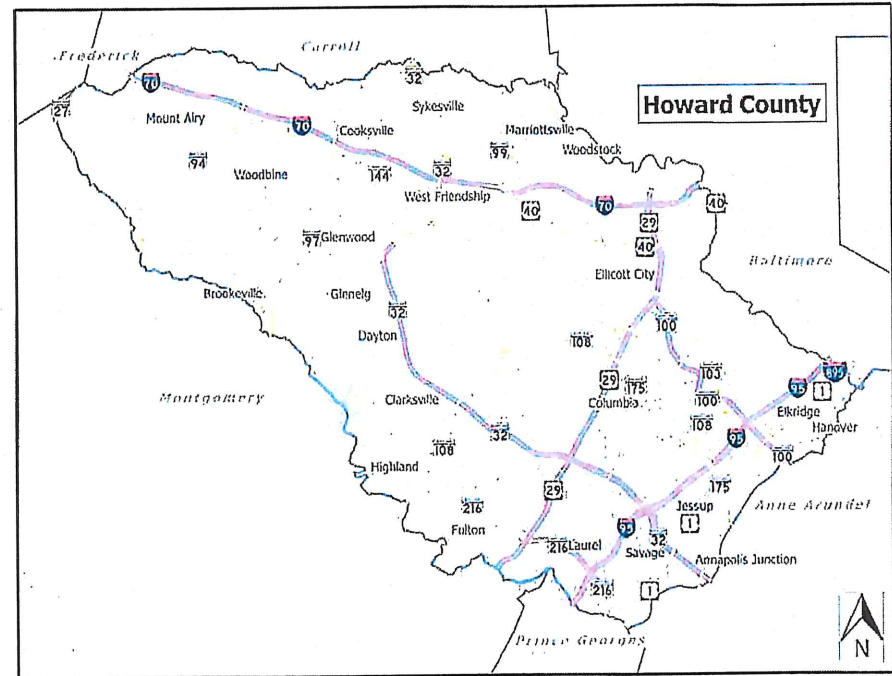 Frederick
Carroll
70
32
27
Sykesville
Howard County
Mount Airy
70
Cooksville
Marriottsville
99
Woodstock
94
Woodbine
144
32
West Friendship
40
70
40
29
97
Glenwood
40
Ellicott City
Baltimore
Brookeville
Glenelg
32
Dayton
100
108
29
175
103
Columbia
100
95
895
1
Elkridge
Montgomery
Clarksville
108
Hanover
32
95
108
100
Highland
29
175
216
Jessup
Anne Arundel
Fulton
95
1
216
Laurel
Savage
32
Annapolis Junction
216
1
Prince Georges
N